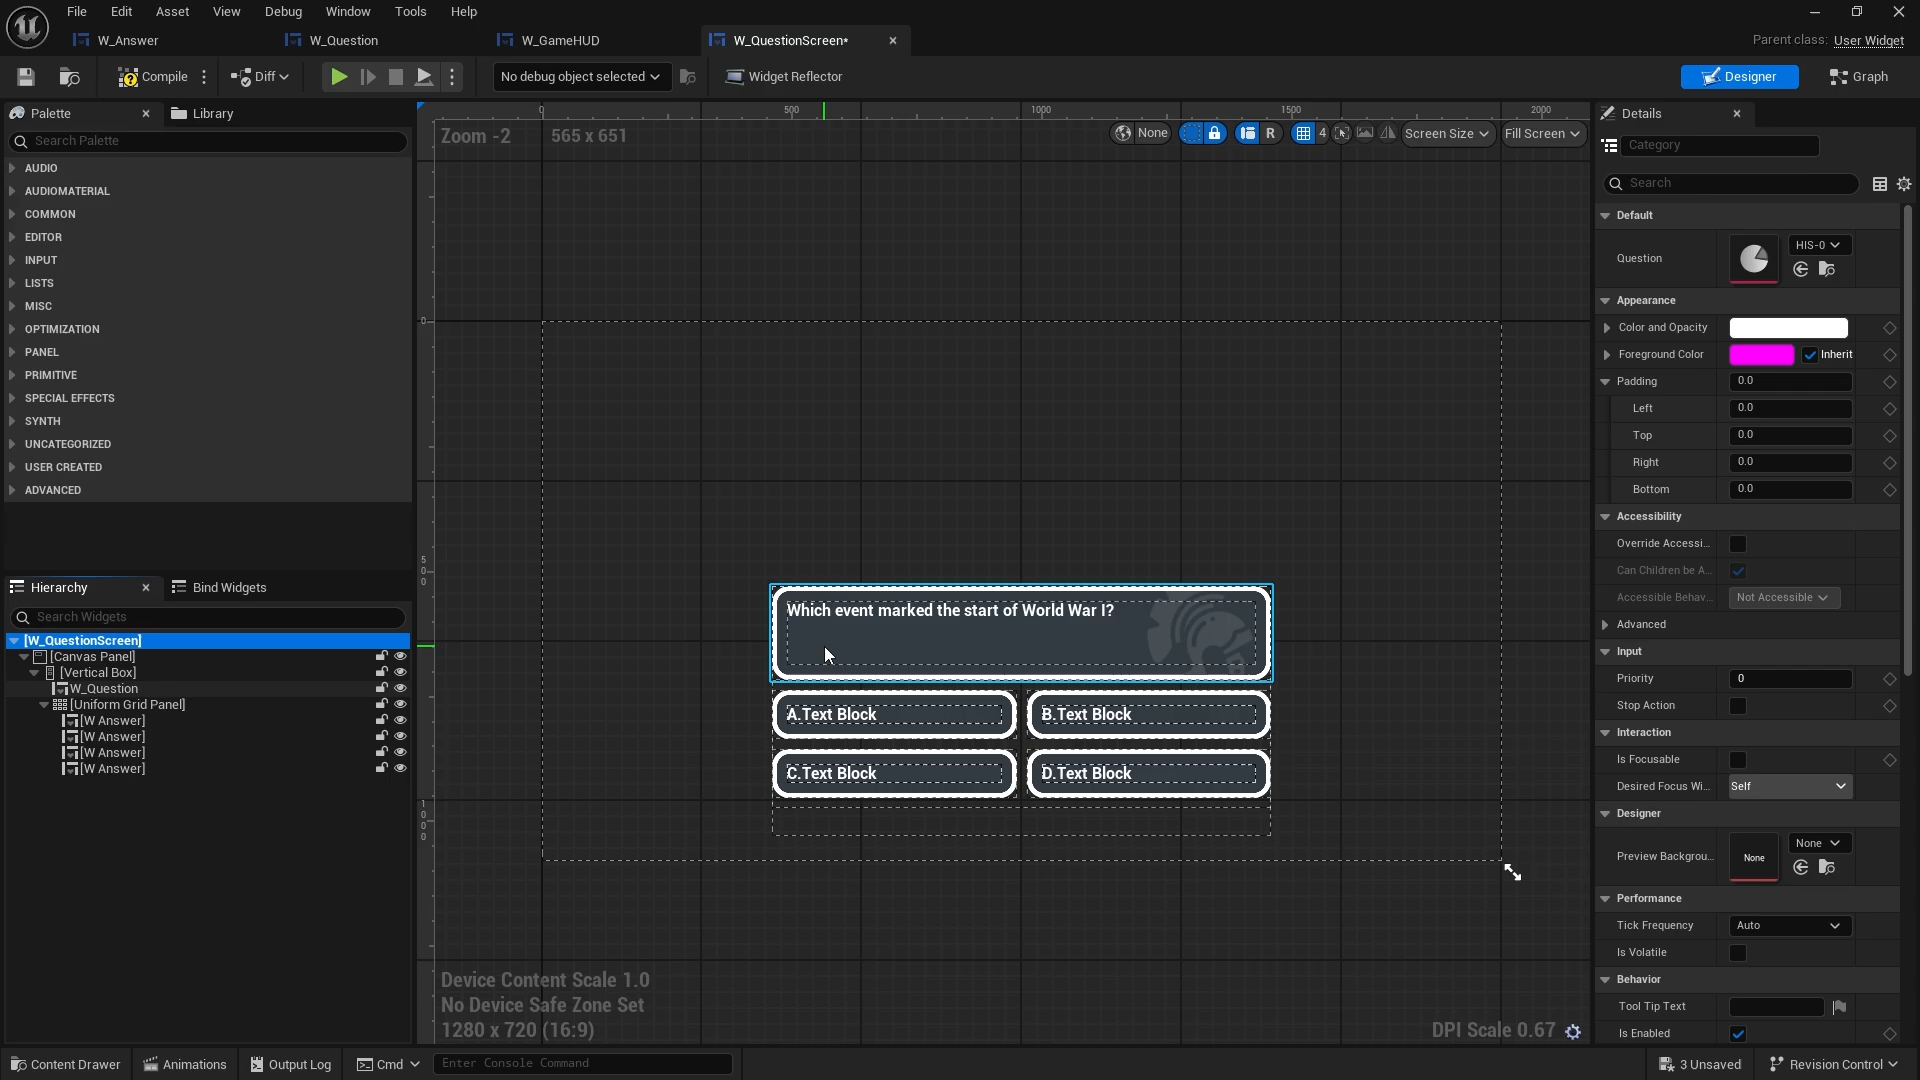 File Edit Asset View Debug Window Tools Help
W_Answer W_Question W_GameHUD W_QuestionScreen*
Parent class: User Widget
Compile Diff No debug object selected Widget Reflector Designer Graph
Palette Library
Search Palette
AUDIO
AUDIOMATERIAL
COMMON
EDITOR
INPUT
LISTS
MISC
OPTIMIZATION
PANEL
PRIMITIVE
SPECIAL EFFECTS
SYNTH
UNCATEGORIZED
USER CREATED
ADVANCED
Hierarchy Bind Widgets
Search Widgets
[W_QuestionScreen]
[Canvas Panel]
[Vertical Box]
W_Question
[Uniform Grid Panel]
[W Answer]
[W Answer]
[W Answer]
[W Answer]
0 500 1000 1500 2000
Zoom -2 565 x 651
None R 4 Screen Size Fill Screen
0
500
1000
Which event marked the start of World War I?
A.Text Block B.Text Block
C.Text Block D.Text Block
Device Content Scale 1.0
No Device Safe Zone Set
1280 x 720 (16:9)
DPI Scale 0.67
Details
Category
Search
Default
Question HIS-0
Appearance
Color and Opacity
Foreground Color Inherit
Padding 0.0
Left 0.0
Top 0.0
Right 0.0
Bottom 0.0
Accessibility
Override Accessi...
Can Children be A...
Accessible Behav... Not Accessible
Advanced
Input
Priority 0
Stop Action
Interaction
Is Focusable
Desired Focus Wi... Self
Designer
Preview Backgrou... None None
Performance
Tick Frequency Auto
Is Volatile
Behavior
Tool Tip Text
Is Enabled
Content Drawer Animations Output Log Cmd Enter Console Command 3 Unsaved Revision Control